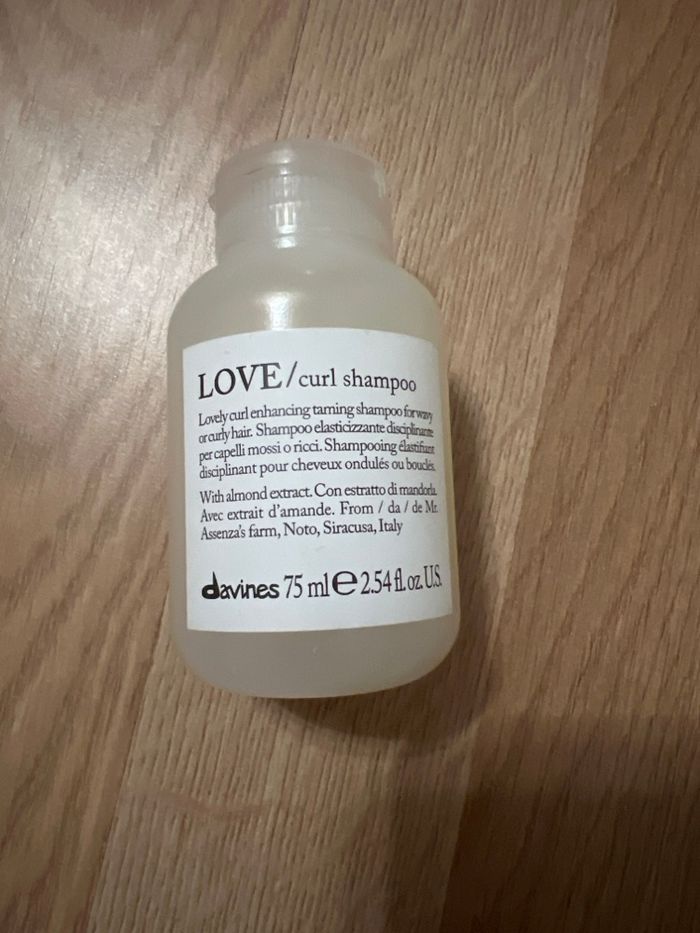 LOVE/curl shampoo
Lovely curl enhancing taming shampoo for wavy
or curly hair. Shampoo elasticizzante disciplinante
per capelli mossi o ricci. Shampooing élastifiant
disciplinant pour cheveux ondulés ou bouclés.
With almond extract. Con estratto di mandorla.
Avec extrait d'amande. From / da / de Mr.
Assenza's farm, Noto, Siracusa, Italy
davines 75 ml e 2.54 fl. oz. U.S.